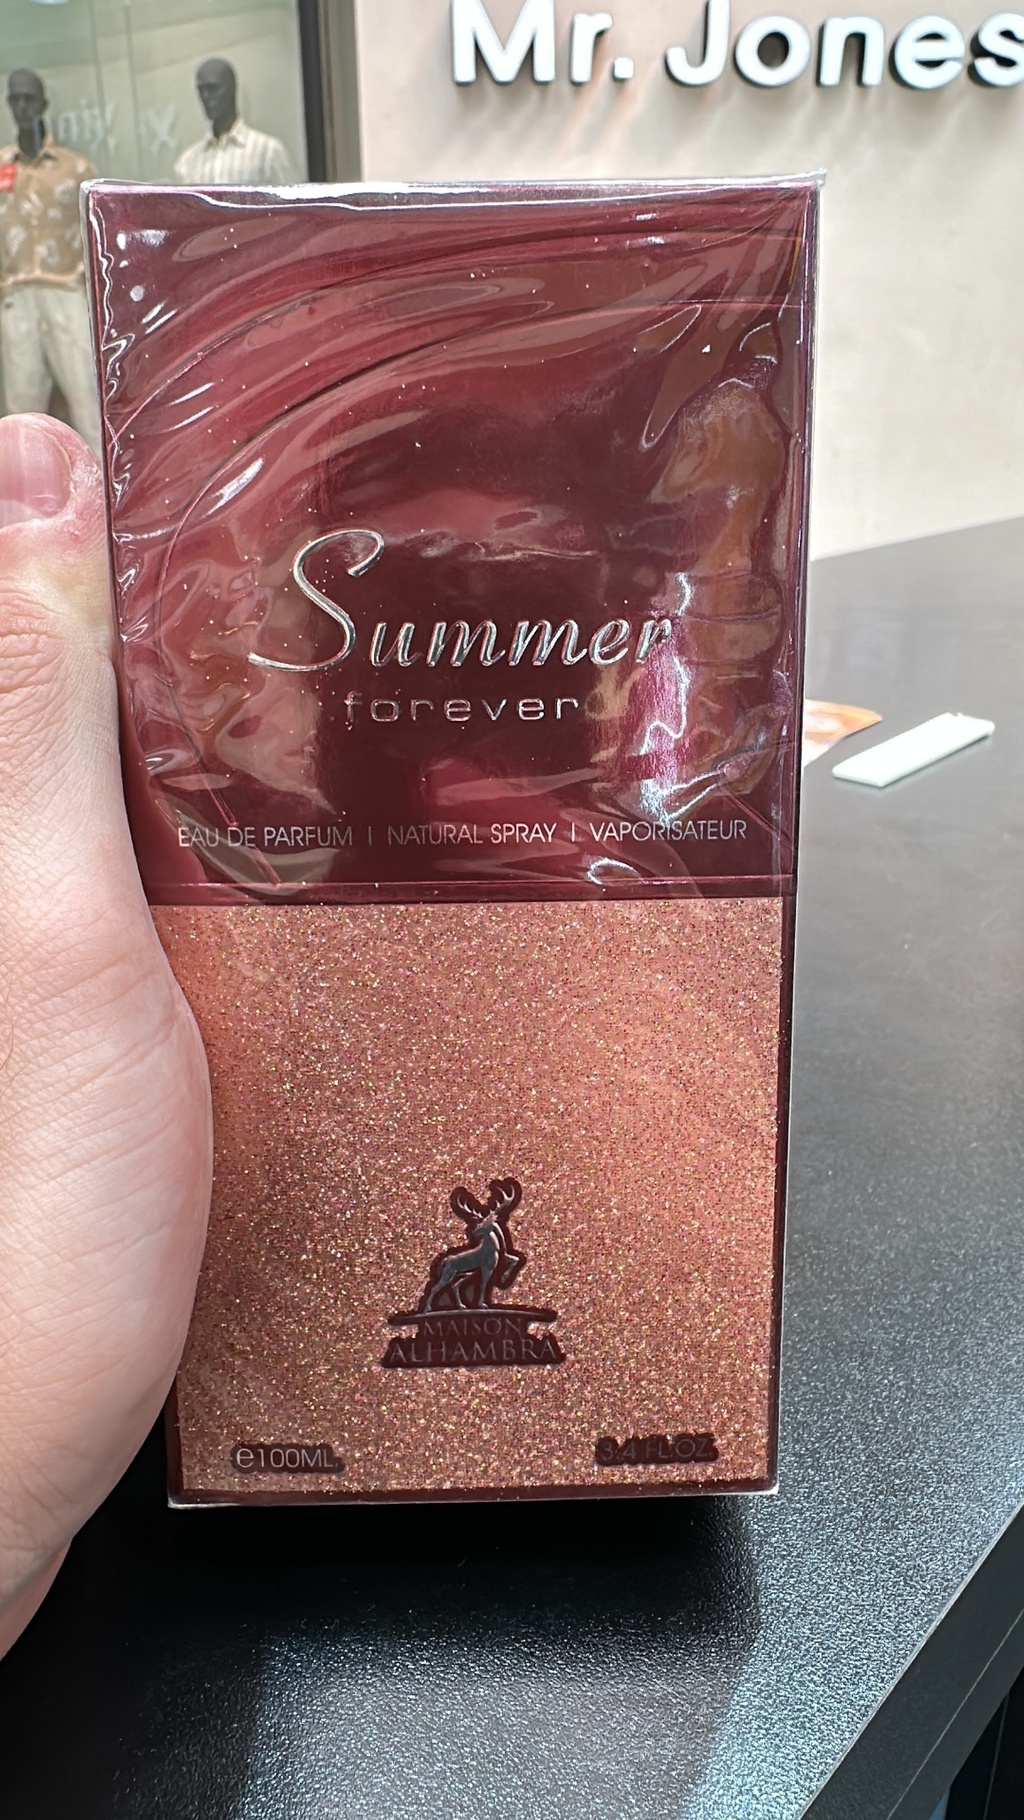 Mr. Jones
Summer
forever
EAU DE PARFUM | NATURAL SPRAY | VAPORISATEUR
MAISON
ALHAMBRA
e100ML.
3.4 FL.OZ